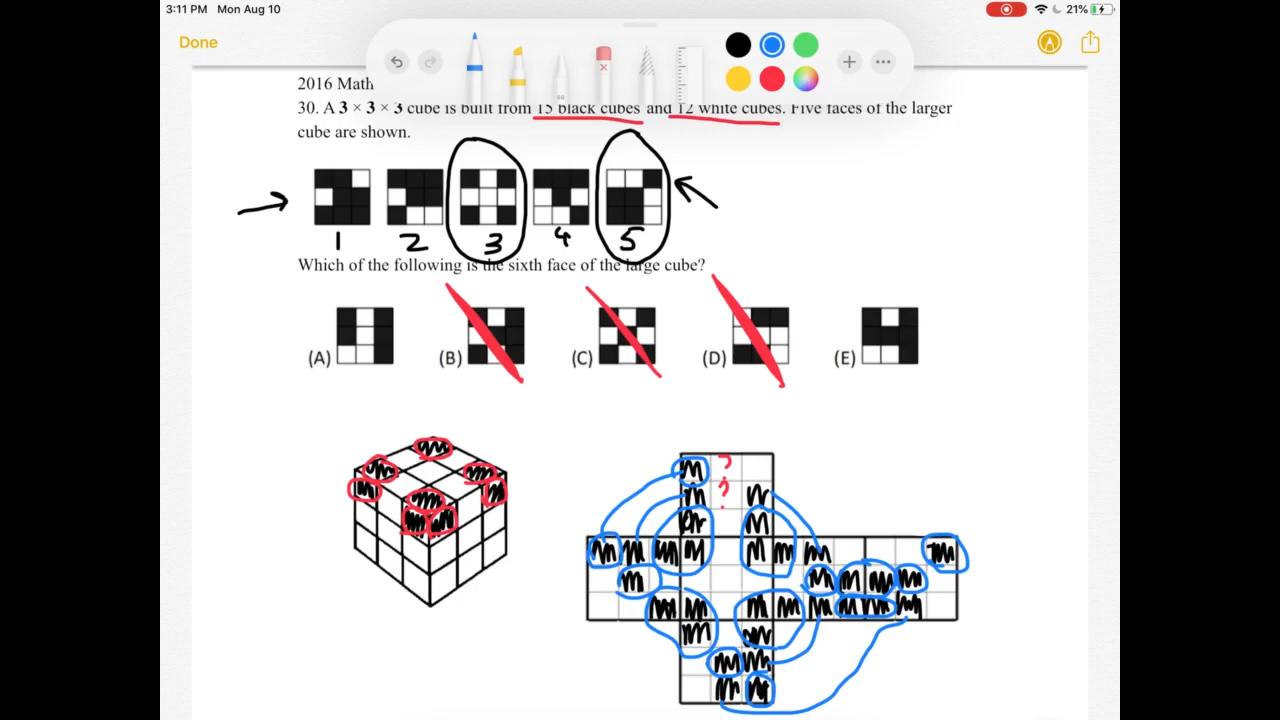 3:11 PM Mon Aug 10
21%
Done
2016 Math
30. A 3 × 3 × 3 cube is built from 15 black cubes and 12 white cubes. Five faces of the larger
cube are shown.
1 2 3 4 5
Which of the following is the sixth face of the large cube?
(A) (B) (C) (D) (E)
?
?